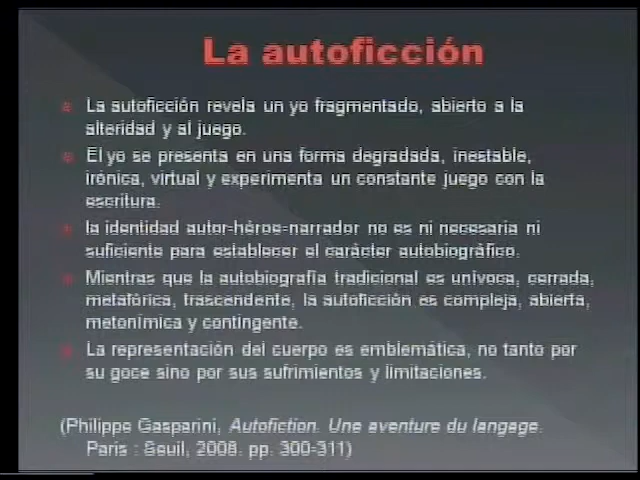 La autoficción
La autoficción revela un yo fragmentado, abierto a la
alteridad y al juego.
El yo se presenta en una forma degradada, inestable,
irónica, virtual y experimenta un constante juego con la
escritura.
la identidad autor-héroe-narrador no es ni necesaria ni
suficiente para establecer el carácter autobiográfico.
Mientras que la autobiografía tradicional es unívoca, cerrada,
metafórica, trascendente, la autoficción es compleja, abierta,
metonímica y contingente.
La representación del cuerpo es emblemática, no tanto por
su goce sino por sus sufrimientos y limitaciones.
(Philippe Gasparini, Autofiction. Une aventure du langage.
Paris : Seuil, 2008. pp. 300-311)